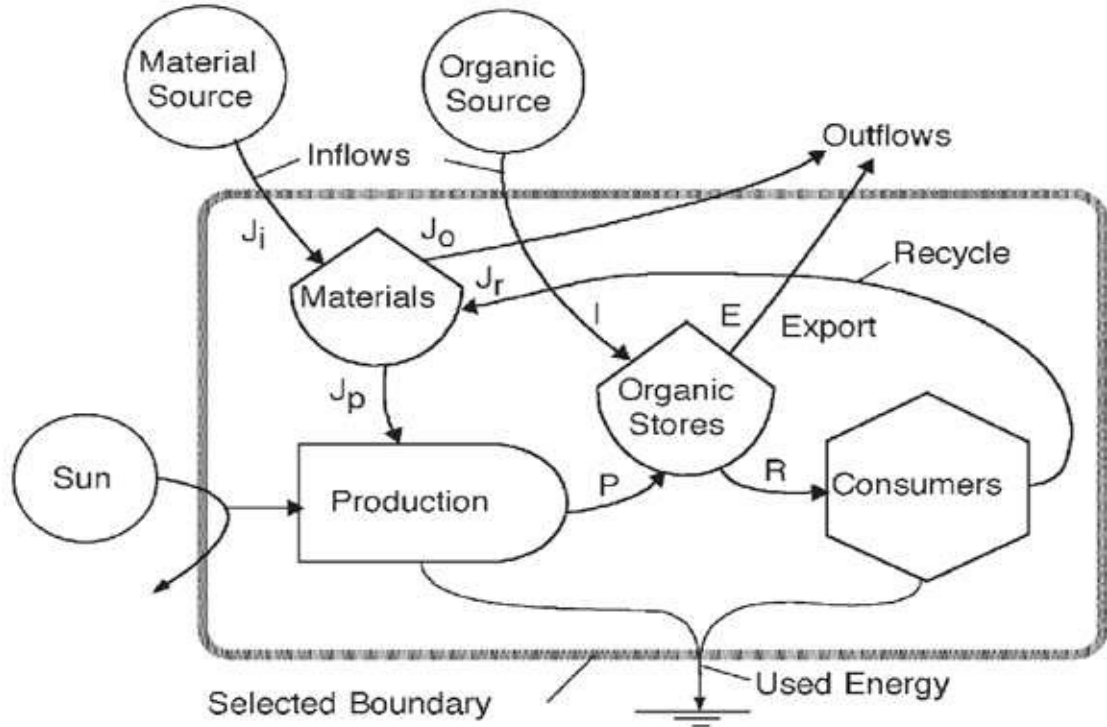 Material
Source
Organic
Source
Inflows
Outflows
Ji
Jo
Jr
Recycle
Materials
I
E
Export
Jp
Organic
Stores
Sun
Production
P
R
Consumers
Used Energy
Selected Boundary